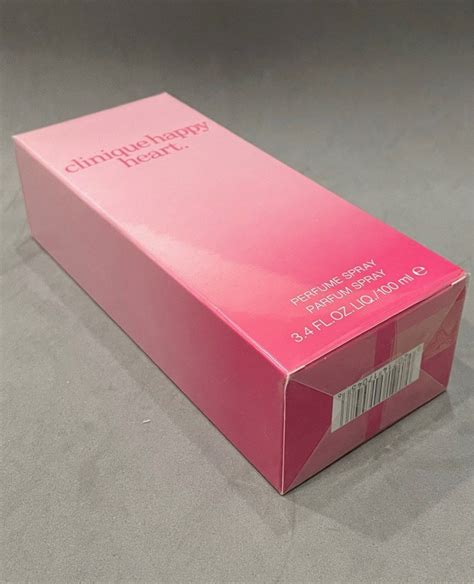 clinique happy
heart.
PERFUME SPRAY
PARFUM SPRAY
3.4 FL.OZ.LIQ./100 ml ℮